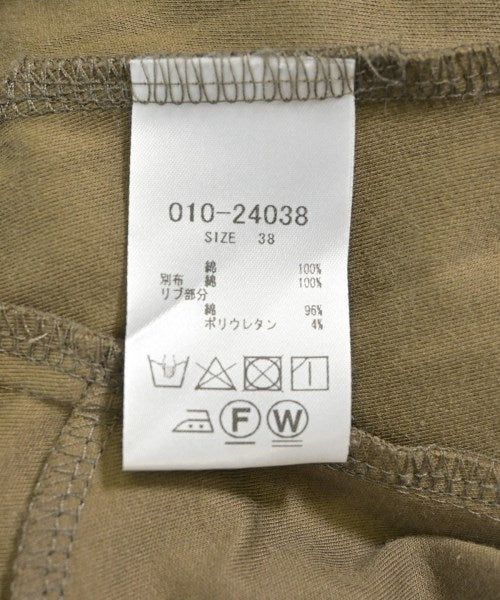 010-24038
SIZE 38
綿 100%
別布 綿 100%
リブ部分
綿 96%
ポリウレタン 4%
F W